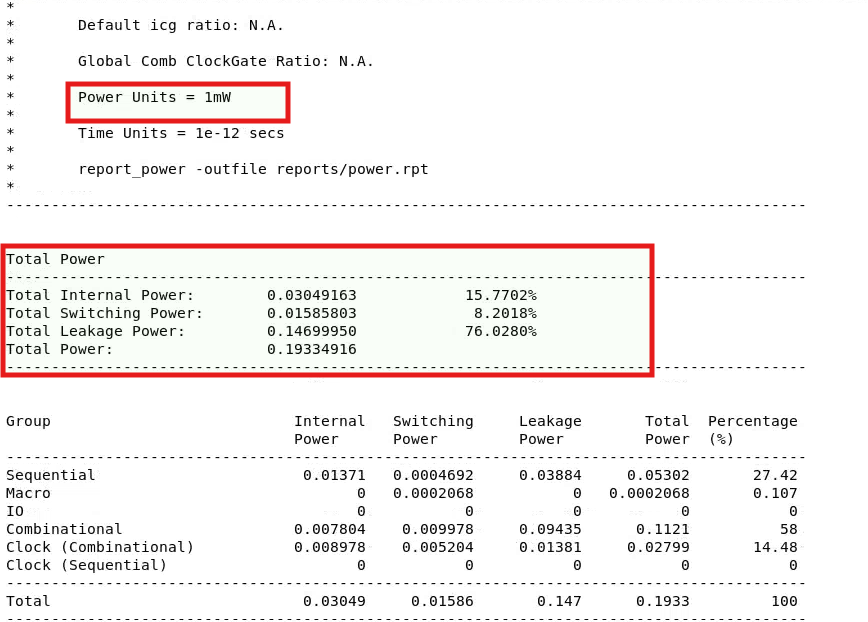 *
* Default icg ratio: N.A.
*
* Global Comb ClockGate Ratio: N.A.
*
* Power Units = 1mW
*
* Time Units = 1e-12 secs
*
* report_power -outfile reports/power.rpt
*
-----------------------------------------------------------------------------------------
Total Power
-----------------------------------------------------------------------------------------
Total Internal Power: 0.03049163 15.7702%
Total Switching Power: 0.01585803 8.2018%
Total Leakage Power: 0.14699950 76.0280%
Total Power: 0.19334916
-----------------------------------------------------------------------------------------
Group Internal Switching Leakage Total Percentage
Power Power Power Power (%)
-----------------------------------------------------------------------------------------
Sequential 0.01371 0.0004692 0.03884 0.05302 27.42
Macro 0 0.0002068 0 0.0002068 0.107
IO 0 0 0 0 0
Combinational 0.007804 0.009978 0.09435 0.1121 58
Clock (Combinational) 0.008978 0.005204 0.01381 0.02799 14.48
Clock (Sequential) 0 0 0 0 0
-----------------------------------------------------------------------------------------
Total 0.03049 0.01586 0.147 0.1933 100
-----------------------------------------------------------------------------------------